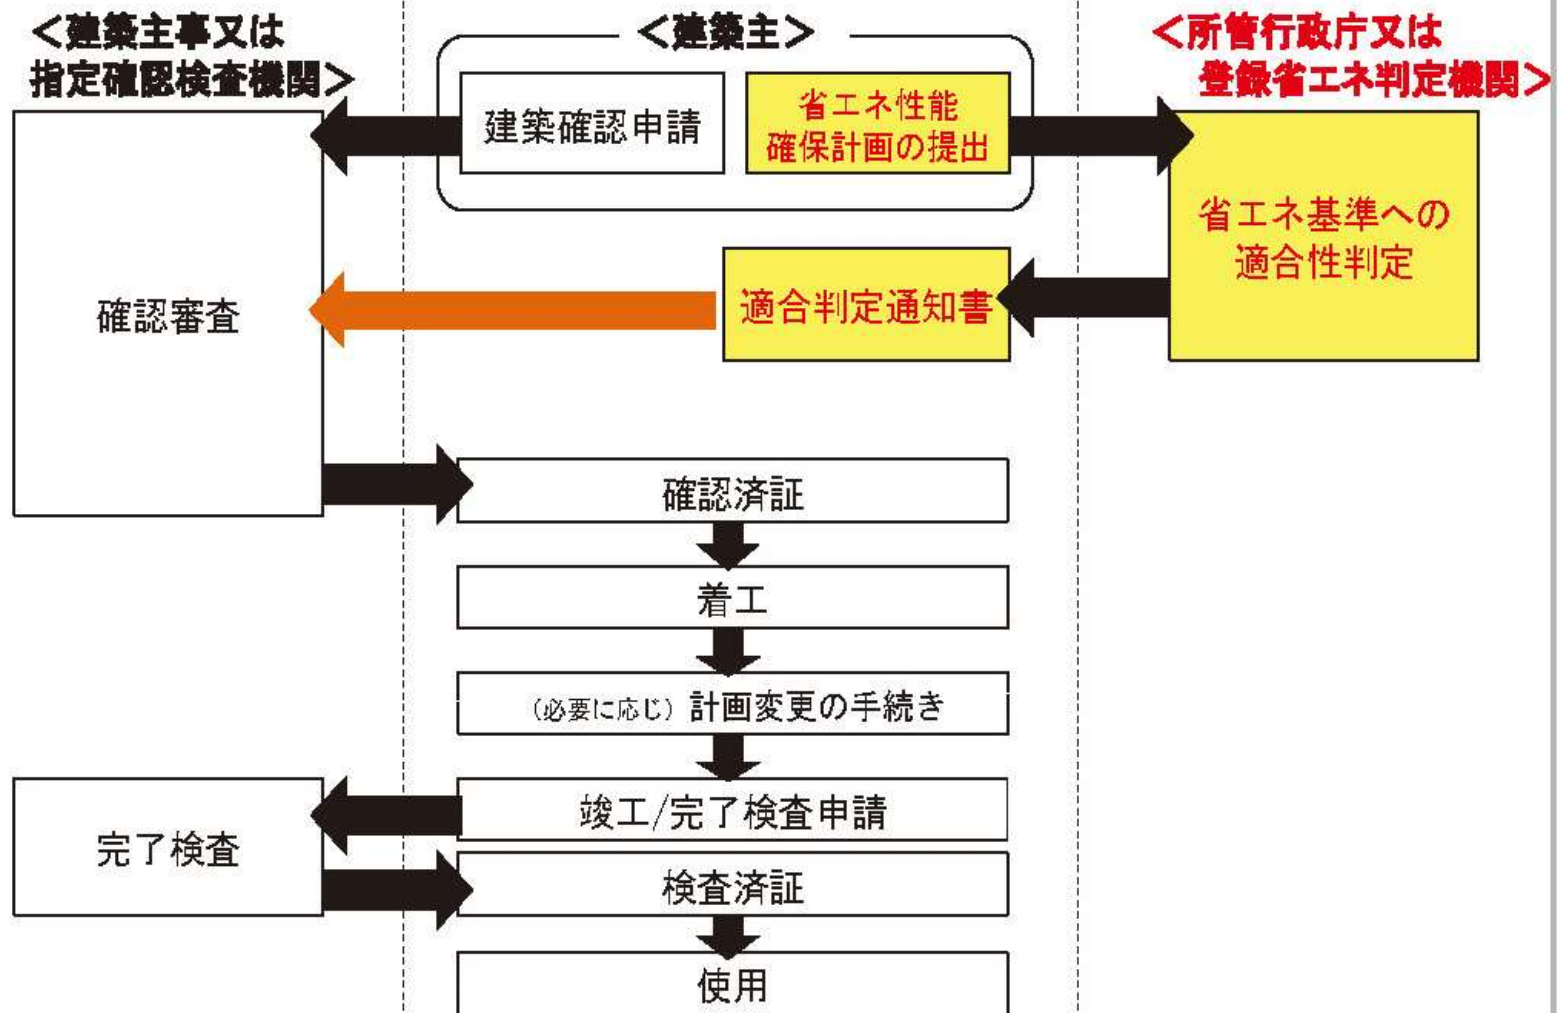 ＜建築主事又は
指定確認検査機関＞
＜建築主＞
＜所管行政庁又は
登録省エネ判定機関＞
建築確認申請
省エネ性能
確保計画の提出
省エネ基準への
適合性判定
確認審査
適合判定通知書
確認済証
着工
（必要に応じ）計画変更の手続き
竣工/完了検査申請
完了検査
検査済証
使用